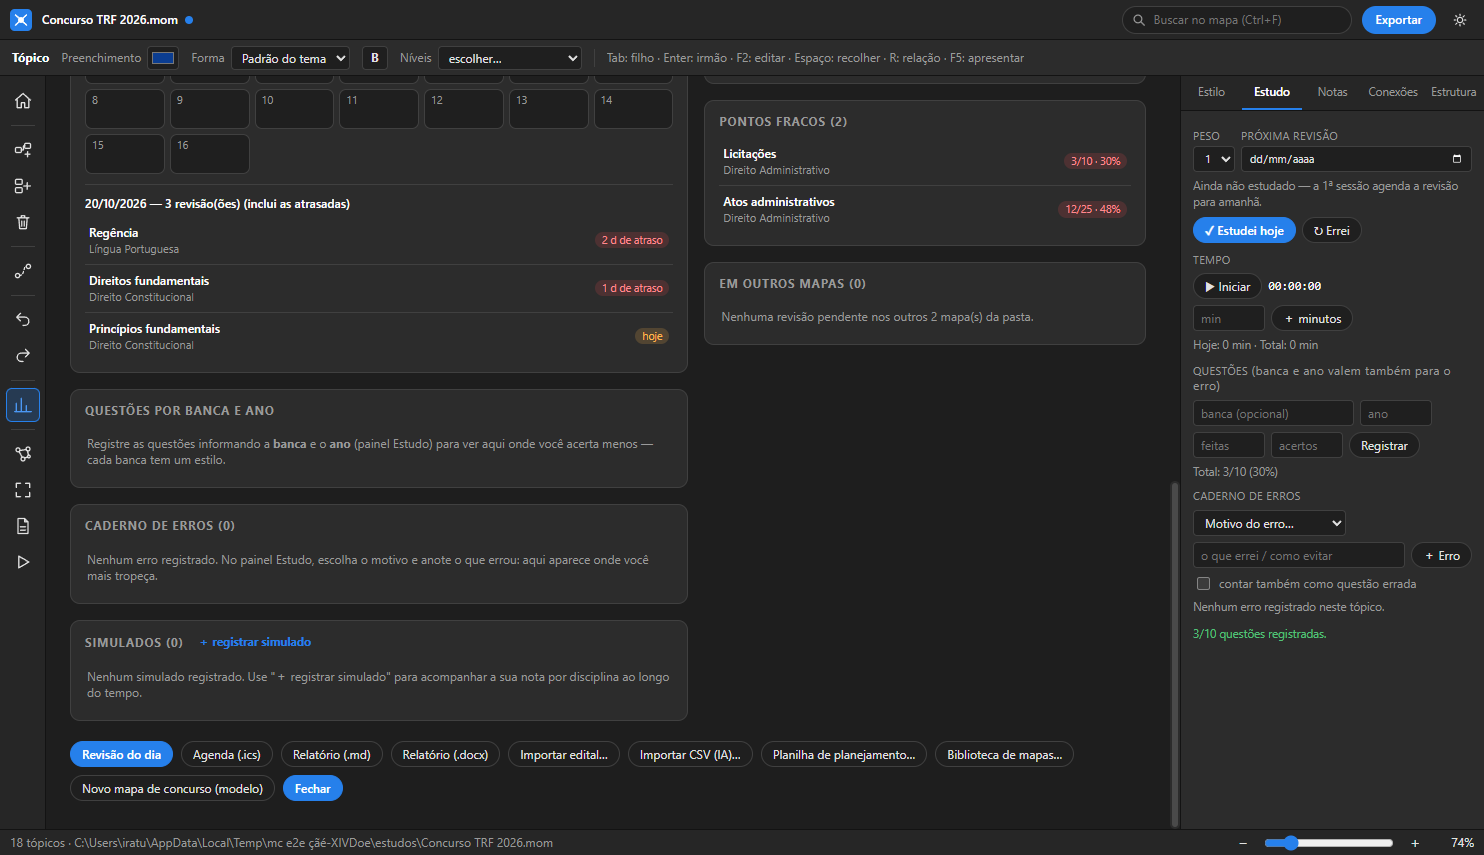 Concurso TRF 2026.mom
Buscar no mapa (Ctrl+F)
Exportar
Tópico
Preenchimento
Forma
Padrão do tema
B
Níveis
escolher...
Tab: filho · Enter: irmão · F2: editar · Espaço: recolher · R: relação · F5: apresentar
8
9
10
11
12
13
14
15
16
20/10/2026 — 3 revisão(ões) (inclui as atrasadas)
Regência
Língua Portuguesa
2 d de atraso
Direitos fundamentais
Direito Constitucional
1 d de atraso
Princípios fundamentais
Direito Constitucional
hoje
QUESTÕES POR BANCA E ANO
Registre as questões informando a banca e o ano (painel Estudo) para ver aqui onde você acerta menos —
cada banca tem um estilo.
CADERNO DE ERROS (0)
Nenhum erro registrado. No painel Estudo, escolha o motivo e anote o que errou: aqui aparece onde você
mais tropeça.
SIMULADOS (0)
+ registrar simulado
Nenhum simulado registrado. Use "+ registrar simulado" para acompanhar a sua nota por disciplina ao longo
do tempo.
PONTOS FRACOS (2)
Licitações
Direito Administrativo
3/10 · 30%
Atos administrativos
Direito Administrativo
12/25 · 48%
EM OUTROS MAPAS (0)
Nenhuma revisão pendente nos outros 2 mapa(s) da pasta.
Revisão do dia
Agenda (.ics)
Relatório (.md)
Relatório (.docx)
Importar edital...
Importar CSV (IA)...
Planilha de planejamento...
Biblioteca de mapas...
Novo mapa de concurso (modelo)
Fechar
Estilo
Estudo
Notas
Conexões
Estrutura
PESO
PRÓXIMA REVISÃO
1
dd/mm/aaaa
Ainda não estudado — a 1ª sessão agenda a revisão
para amanhã.
✓ Estudei hoje
↻ Errei
TEMPO
▶ Iniciar
00:00:00
min
+ minutos
Hoje: 0 min · Total: 0 min
QUESTÕES (banca e ano valem também para o
erro)
banca (opcional)
ano
feitas
acertos
Registrar
Total: 3/10 (30%)
CADERNO DE ERROS
Motivo do erro...
o que errei / como evitar
+ Erro
contar também como questão errada
Nenhum erro registrado neste tópico.
3/10 questões registradas.
18 tópicos · C:\Users\iratu\AppData\Local\Temp\mc e2e çãé-XIVDoe\estudos\Concurso TRF 2026.mom
−
+
74%